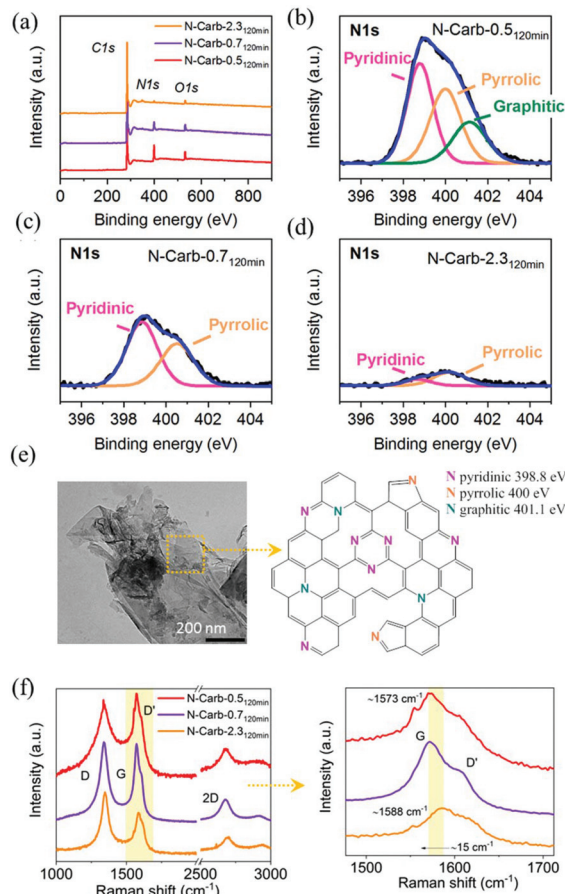 (a)
N-Carb-2.3120min
N-Carb-0.7120min
N-Carb-0.5120min
C1s
N1s
O1s
Intensity (a.u.)
0 200 400 600 800
Binding energy (eV)
(b)
N1s
N-Carb-0.5120min
Pyridinic
Pyrrolic
Graphitic
Intensity (a.u.)
396 398 400 402 404
Binding energy (eV)
(c)
N1s
N-Carb-0.7120min
Pyridinic
Pyrrolic
Intensity (a.u.)
396 398 400 402 404
Binding energy (eV)
(d)
N1s
N-Carb-2.3120min
Pyridinic
Pyrrolic
Intensity (a.u.)
396 398 400 402 404
Binding energy (eV)
(e)
200 nm
N pyridinic 398.8 eV
N pyrrolic 400 eV
N graphitic 401.1 eV
N
N
N
N
N N
N
N
N
N
N
(f)
N-Carb-0.5120min
N-Carb-0.7120min
N-Carb-2.3120min
D'
D
G
2D
Intensity (a.u.)
1000 1500 2500 3000
Raman shift (cm-1)
~1573 cm-1
G
D'
~1588 cm-1
~15 cm-1
Intensity (a.u.)
1500 1600 1700
Raman shift (cm-1)